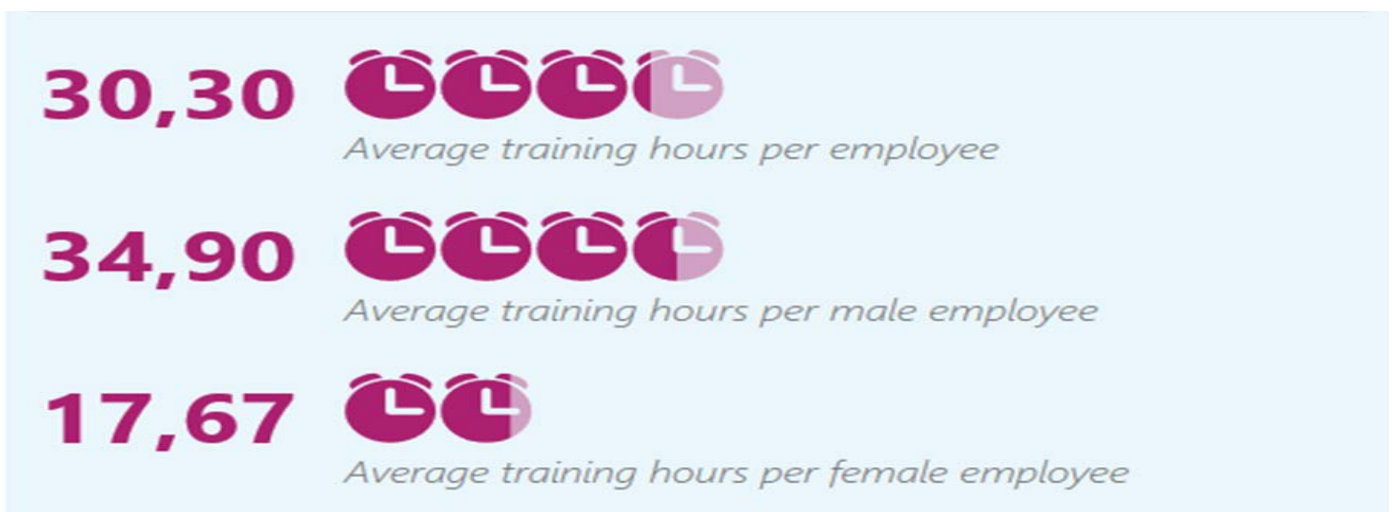 30,30
Average training hours per employee
34,90
Average training hours per male employee
17,67
Average training hours per female employee